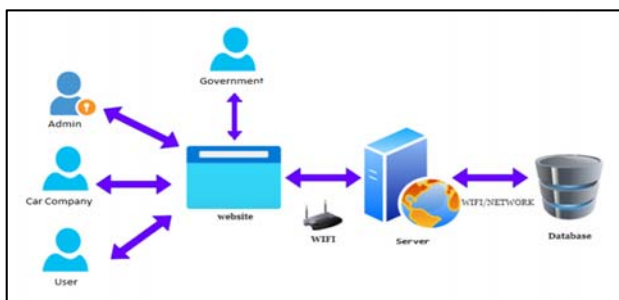 Government
Admin
Car Company
website
WIFI
Server
WIFI/NETWORK
Database
User